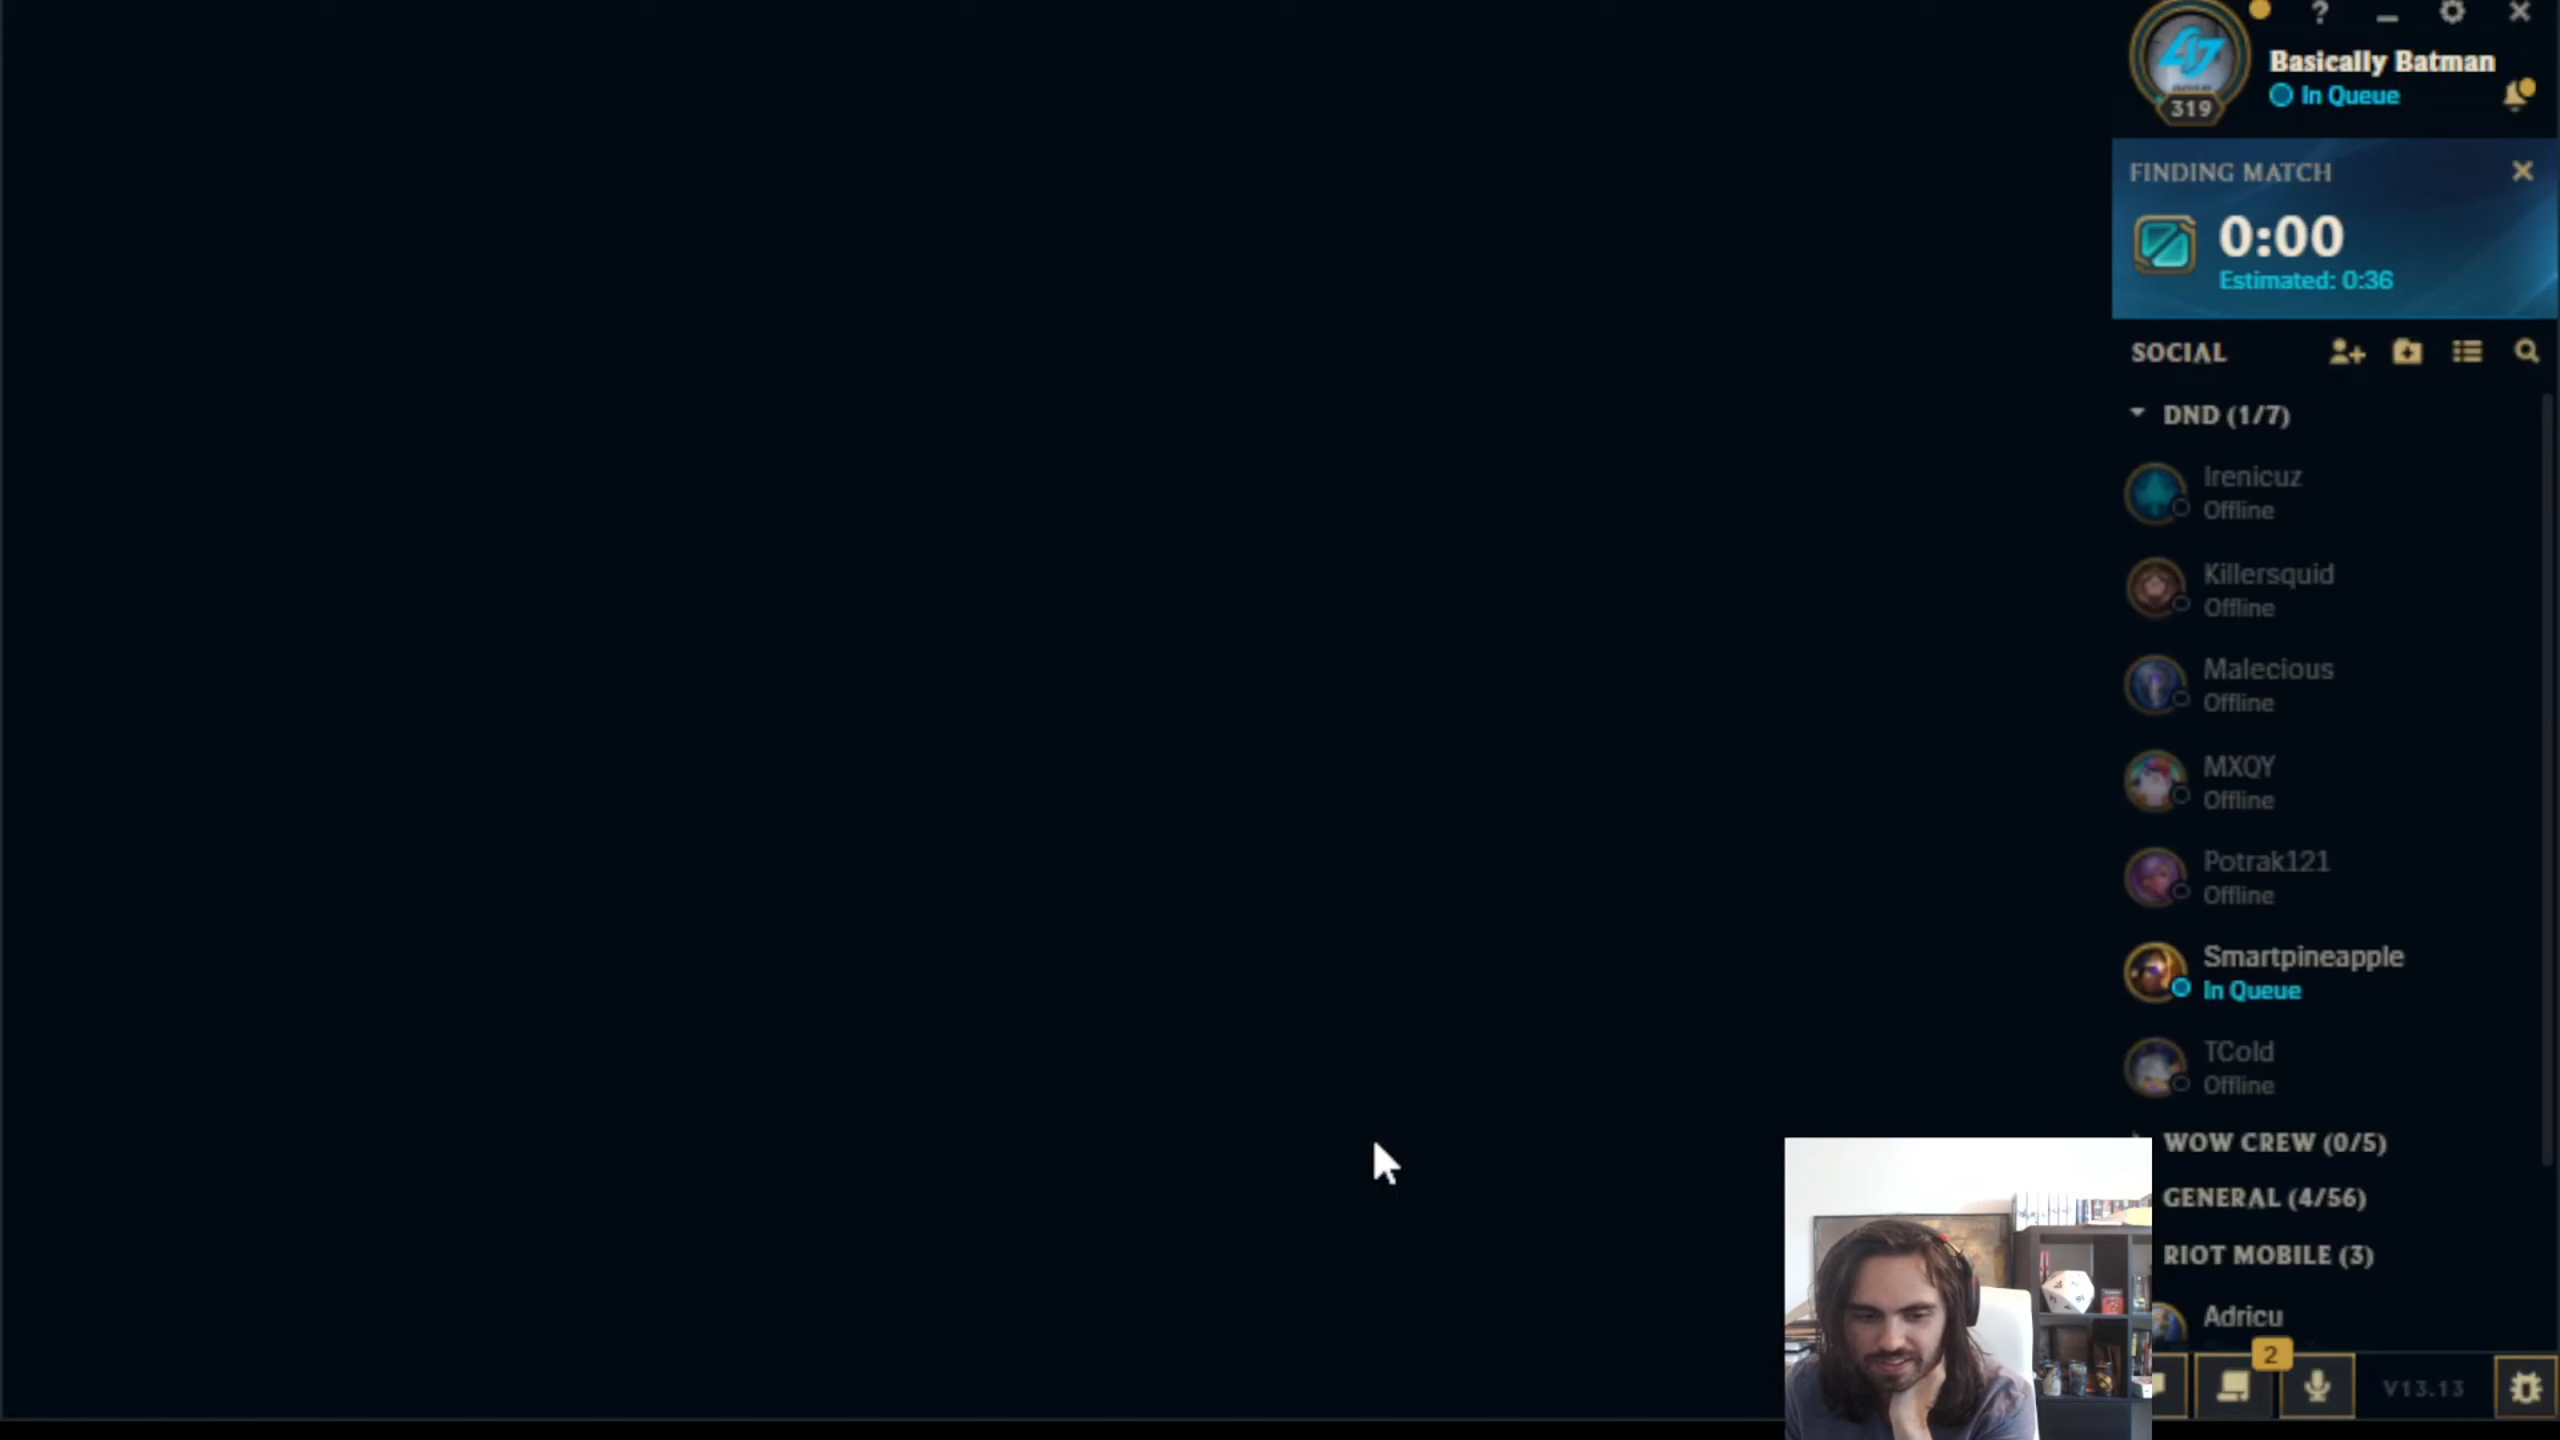 ?
Basically Batman
In Queue
319
FINDING MATCH
0:00
Estimated: 0:36
SOCIAL
DND (1/7)
Irenicuz
Offline
Killersquid
Offline
Malecious
Offline
MXQY
Offline
Potrak121
Offline
Smartpineapple
In Queue
TCold
Offline
WOW CREW (0/5)
GENERAL (4/56)
RIOT MOBILE (3)
Adricu
2
V13.13